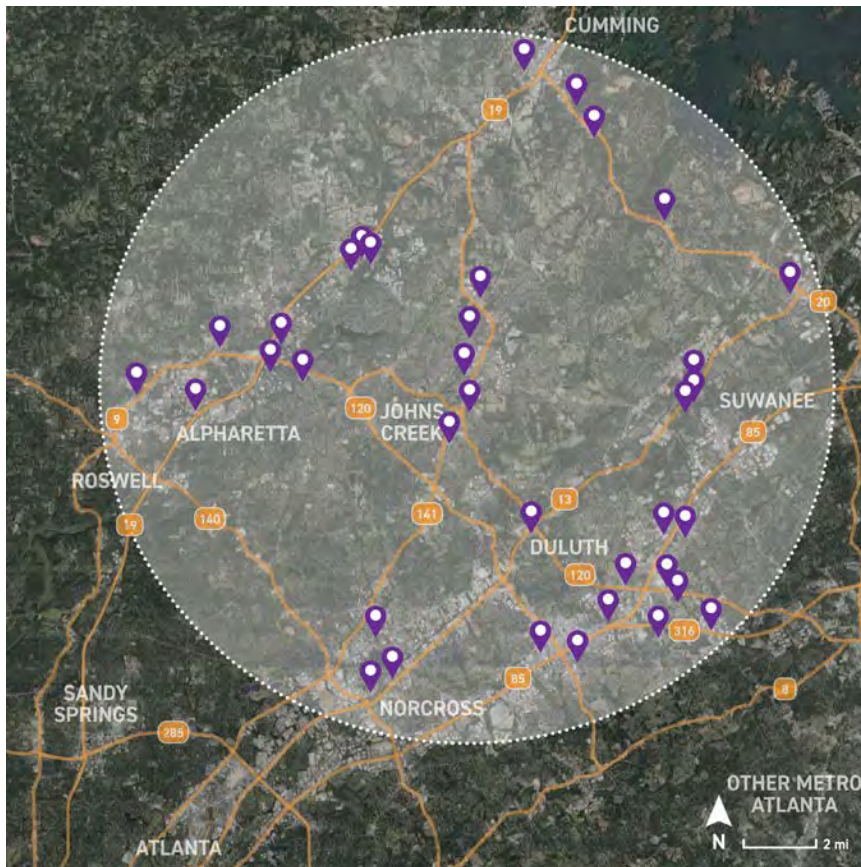 CUMMING
19
20
SUWANEE
120
JOHNS
CREEK
9
ALPHARETTA
85
ROSWELL
13
141
140
19
DULUTH
120
316
85
8
SANDY
SPRINGS
NORCROSS
285
OTHER METRO
ATLANTA
N
2 mi
ATLANTA